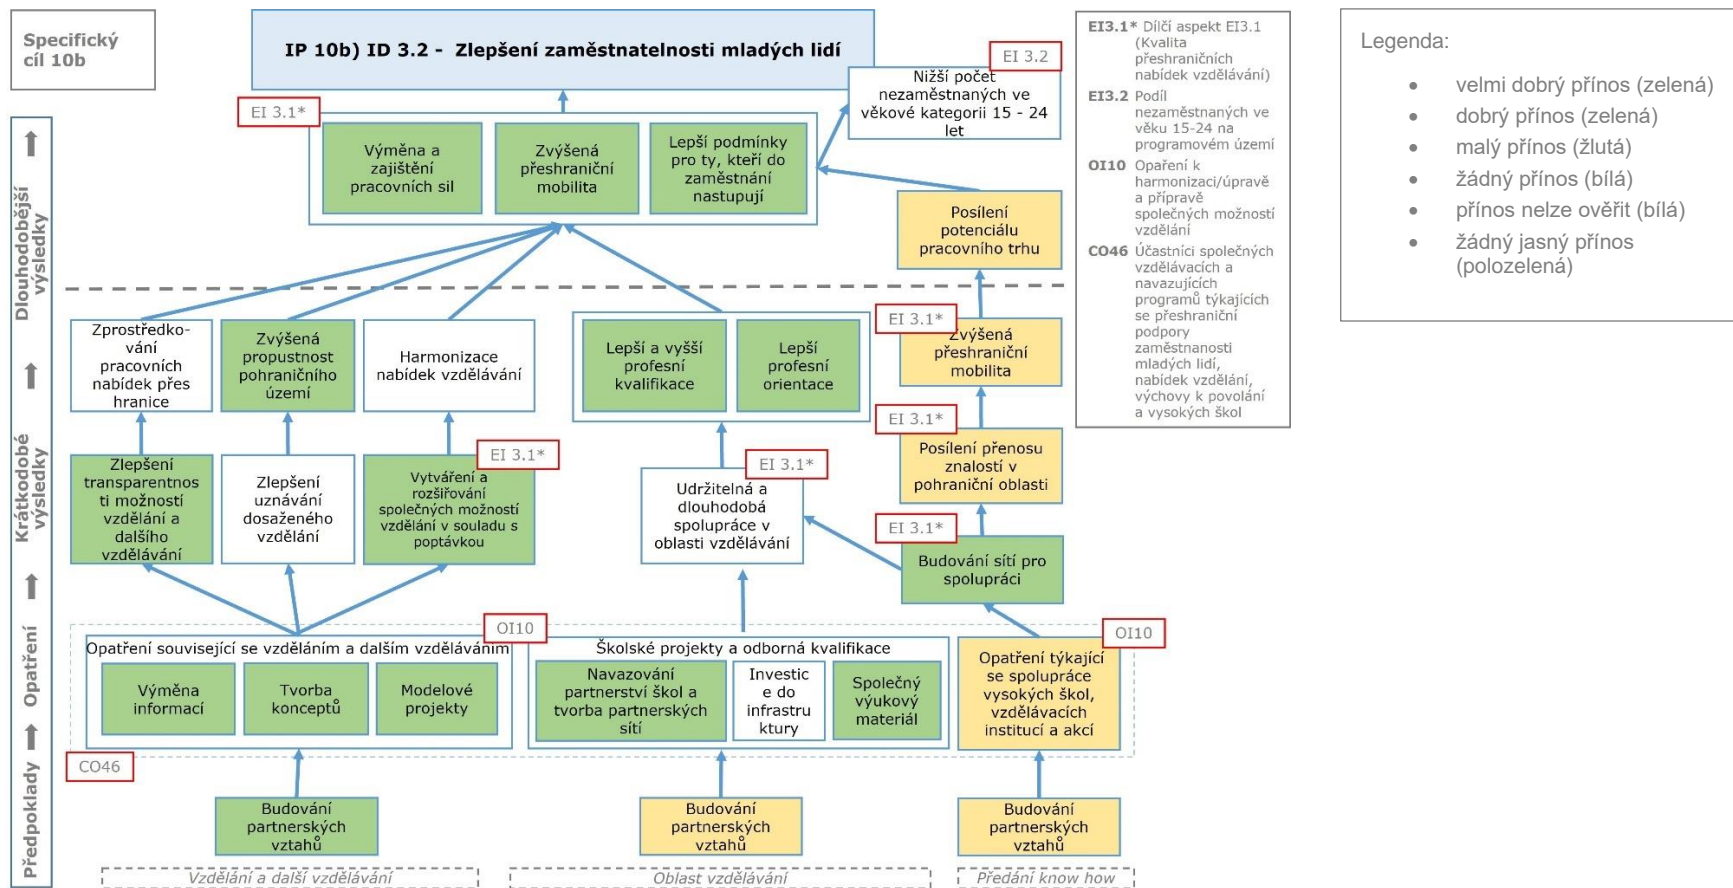 Specifický
cíl 10b
IP 10b) ID 3.2 - Zlepšení zaměstnatelnosti mladých lidí
EI 3.2
Nižší počet
nezaměstnaných ve
věkové kategorii 15 - 24
let
EI 3.1*
Výměna a
zajištění
pracovních sil
Zvýšená
přeshraniční
mobilita
Lepší podmínky
pro ty, kteří do
zaměstnání
nastupují
Posílení
potenciálu
pracovního trhu
Dlouhodobější
výsledky
Zprostředko-
vání
pracovních
nabídek přes
hranice
Zvýšená
propustnost
pohraničního
území
Harmonizace
nabídek vzdělávání
Lepší a vyšší
profesní
kvalifikace
Lepší
profesní
orientace
EI 3.1*
Zvýšená
přeshraniční
mobilita
Krátkodobé
výsledky
Zlepšení
transparentnos
ti možností
vzdělání a
dalšího
vzdělávání
Zlepšení
uznávání
dosaženého
vzdělání
EI 3.1*
Vytváření a
rozšiřování
společných možností
vzdělání v souladu s
poptávkou
EI 3.1*
Udržitelná a
dlouhodobá
spolupráce v
oblasti vzdělávání
EI 3.1*
Posílení přenosu
znalostí v
pohraniční oblasti
EI 3.1*
Budování sítí pro
spolupráci
Opatření
OI10
Opatření související se vzděláním a dalším vzděláváním
Výměna
informací
Tvorba
konceptů
Modelové
projekty
Školské projekty a odborná kvalifikace
Navazování
partnerství škol a
tvorba partnerských
sítí
Investic
e do
infrastru
ktury
Společný
výukový
materiál
OI10
Opatření týkající
se spolupráce
vysokých škol,
vzdělávacích
institucí a akcí
CO46
Předpoklady
Budování
partnerských
vztahů
Budování
partnerských
vztahů
Budování
partnerských
vztahů
Vzdělání a další vzdělávání
Oblast vzdělávání
Předání know how
EI3.1* Dílčí aspekt EI3.1
(Kvalita
přeshraničních
nabídek vzdělávání)
EI3.2 Podíl
nezaměstnaných ve
věku 15-24 na
programovém území
OI10 Opaření k
harmonizaci/úpravě
a přípravě
společných možností
vzdělání
CO46 Účastníci společných
vzdělávacích a
navazujících
programů týkajících
se přeshraniční
podpory
zaměstnanosti
mladých lidí,
nabídek vzdělání,
výchovy k povolání
a vysokých škol
Legenda:
• velmi dobrý přínos (zelená)
• dobrý přínos (zelená)
• malý přínos (žlutá)
• žádný přínos (bílá)
• přínos nelze ověřit (bílá)
• žádný jasný přínos
(polozelená)